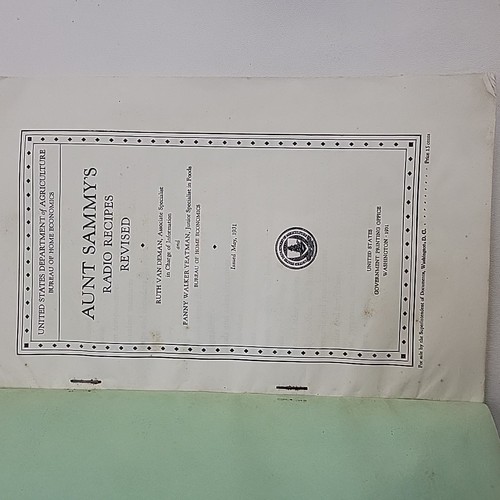 UNITED STATES DEPARTMENT of AGRICULTURE
BUREAU OF HOME ECONOMICS
AUNT SAMMY'S
RADIO RECIPES
REVISED
RUTH VAN DEMAN, Associate Specialist
in Charge of Information
and
FANNY WALKER YEATMAN, Junior Specialist in Foods
BUREAU OF HOME ECONOMICS
Issued May, 1931
UNITED STATES
GOVERNMENT PRINTING OFFICE
WASHINGTON : 1931
For sale by the Superintendent of Documents, Washington, D. C. . . . . . . . . . . Price 15 cents